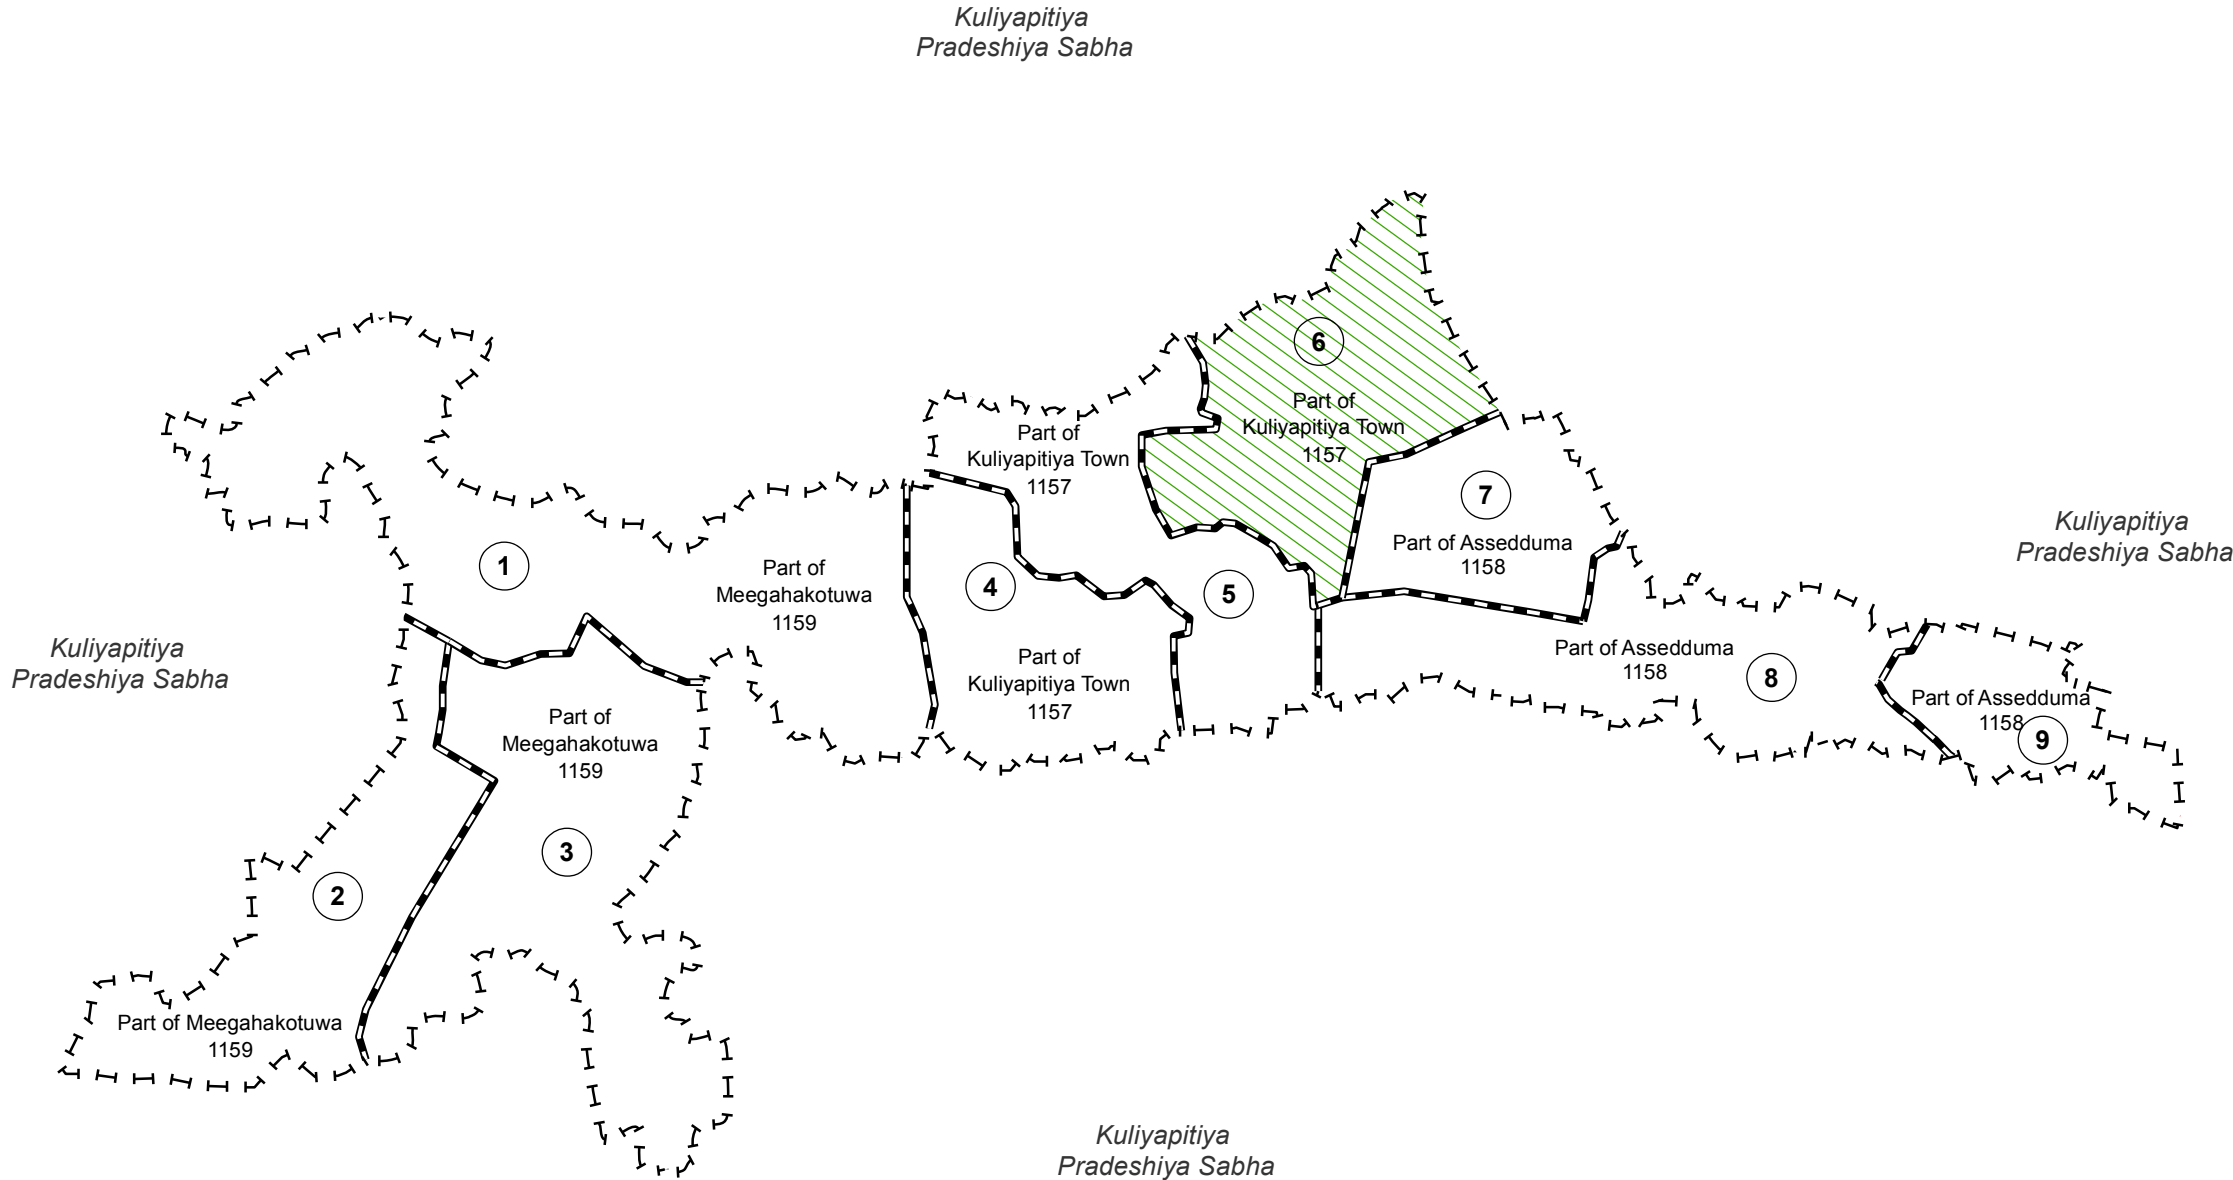 Kuliyapitiya
Pradeshiya Sabha
6
Part of
Kuliyapitiya Town
1157
Part of
Kuliyapitiya Town
1157
7
Part of Assedduma
1158
Kuliyapitiya
Pradeshiya Sabha
1
Part of
Meegahakotuwa
1159
4
5
Kuliyapitiya
Pradeshiya Sabha
Part of
Kuliyapitiya Town
1157
Part of Assedduma
1158
8
Part of Assedduma
1158
9
Part of
Meegahakotuwa
1159
3
2
Part of Meegahakotuwa
1159
Kuliyapitiya
Pradeshiya Sabha